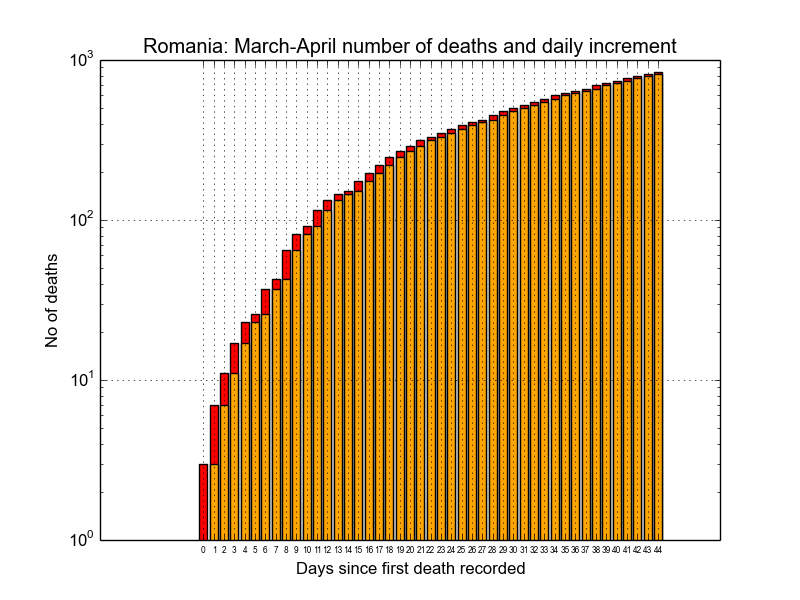 Romania: March-April number of deaths and daily increment
10³
10²
No of deaths
10¹
10⁰
0 1 2 3 4 5 6 7 8 9 10 11 12 13 14 15 16 17 18 19 20 21 22 23 24 25 26 27 28 29 30 31 32 33 34 35 36 37 38 39 40 41 42 43 44
Days since first death recorded